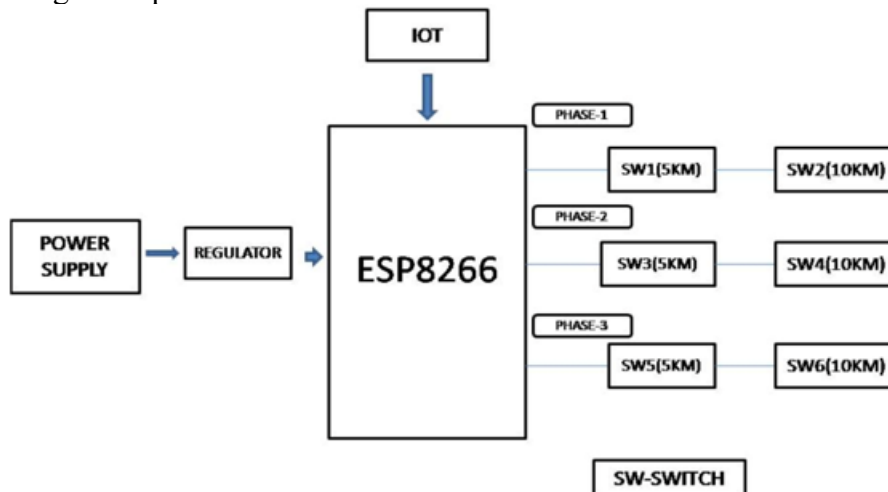 IOT
PHASE-1
SW1(5KM)
SW2(10KM)
POWER
SUPPLY
REGULATOR
ESP8266
PHASE-2
SW3(5KM)
SW4(10KM)
PHASE-3
SW5(5KM)
SW6(10KM)
SW-SWITCH